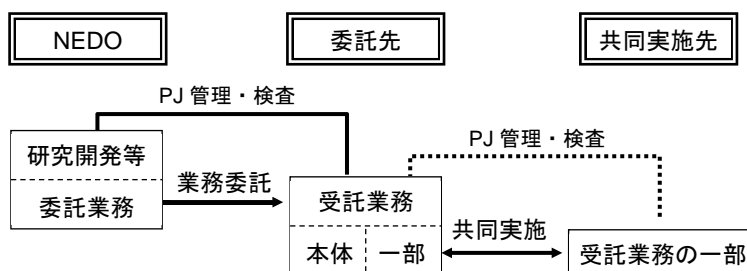 NEDO
委託先
共同実施先
PJ 管理・検査
PJ 管理・検査
研究開発等
委託業務
業務委託
受託業務
本体
一部
共同実施
受託業務の一部